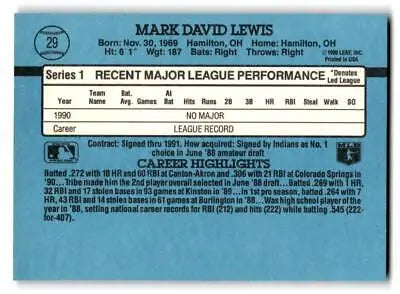 MARK DAVID LEWIS
29
Born: Nov. 30, 1969 Hamilton, OH Home: Hamilton, OH
Ht: 6' 1" Wgt: 187 Bats: Right Throws: Right
© 1990 LEAF, INC.
Printed in USA
Series 1 RECENT MAJOR LEAGUE PERFORMANCE *Denotes Led League
Year Team Name Bat. Avg. Games At Bat Hits Runs 2B 3B HR RBI Steal Walk SO
1990 NO MAJOR
Career LEAGUE RECORD
Contract: Signed thru 1991. How acquired: Signed by Indians as No. 1
choice in June '88 amateur draft
CAREER HIGHLIGHTS
Batted .272 with 10 HR and 60 RBI at Canton-Akron and .306 with 21 RBI at Colorado Springs in
'90...Tribe made him the 2nd player overall selected in June '88 draft...Batted .269 with 1 HR,
32 RBI and 17 stolen bases in 93 games at Kinston in '89...Batted .264 with 7 HR,
43 RBI and 14 stolen bases in 61 games at Burlington in '88...Was high school player of the
year in '88, setting national career records for RBI (212) and hits (222) while batting .545 (222-
for-407).